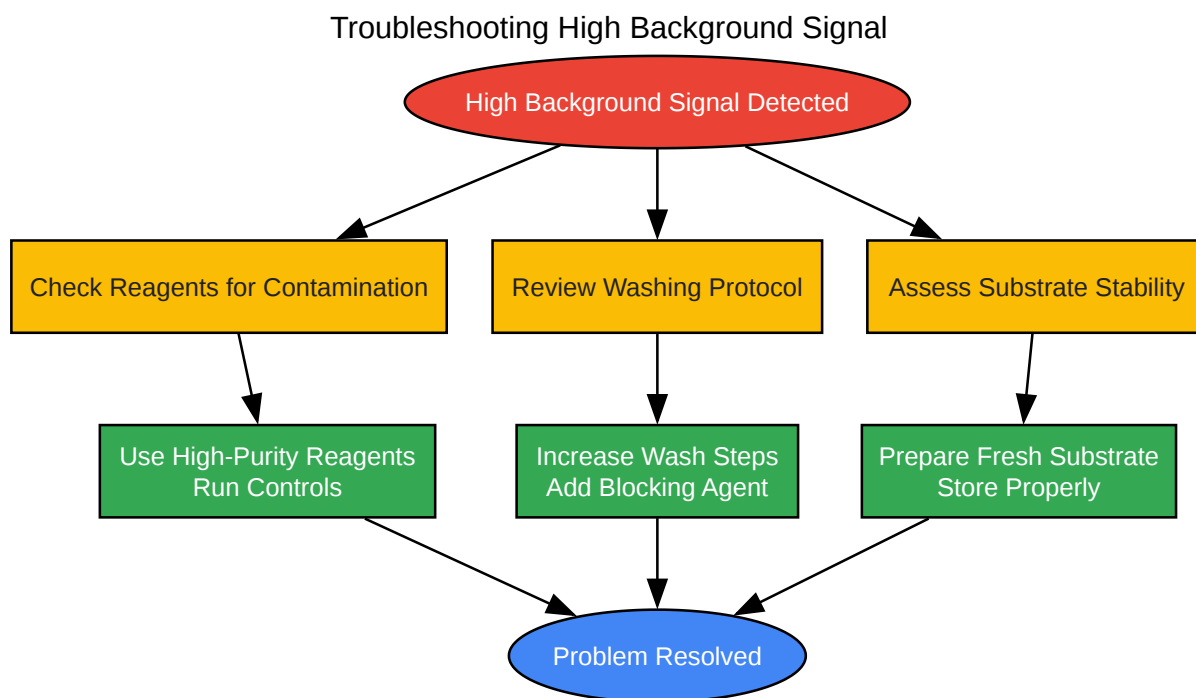 Troubleshooting High Background Signal
High Background Signal Detected
Check Reagents for Contamination
Review Washing Protocol
Assess Substrate Stability
Use High-Purity Reagents
Run Controls
Increase Wash Steps
Add Blocking Agent
Prepare Fresh Substrate
Store Properly
Problem Resolved